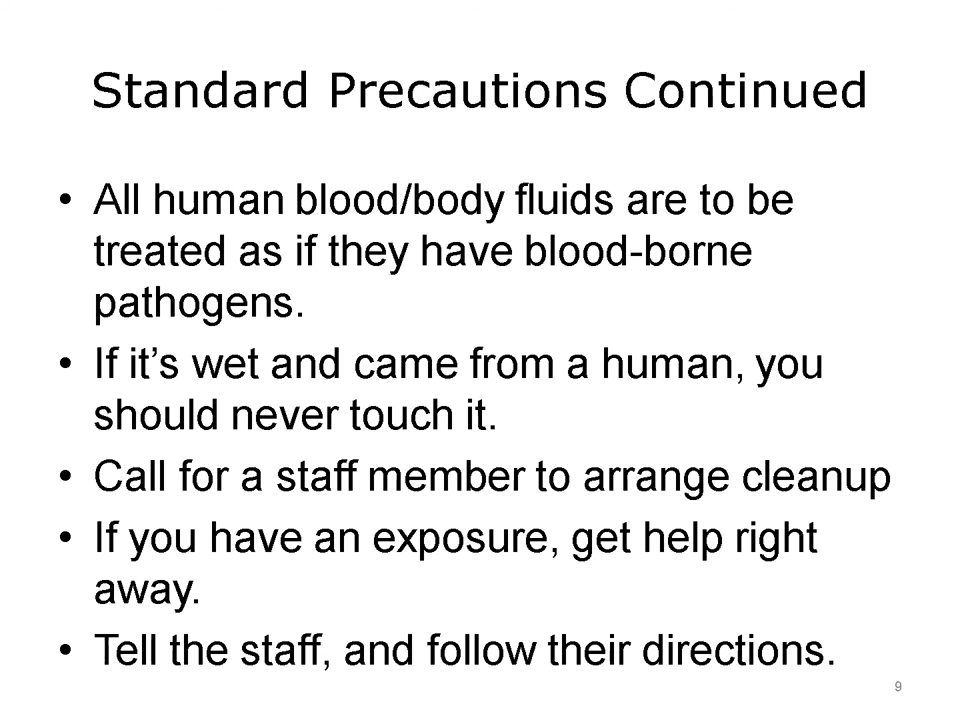 Standard Precautions Continued
• All human blood/body fluids are to be
treated as if they have blood-borne
pathogens.
• If it’s wet and came from a human, you
should never touch it.
• Call for a staff member to arrange cleanup
• If you have an exposure, get help right
away.
• Tell the staff, and follow their directions.
9